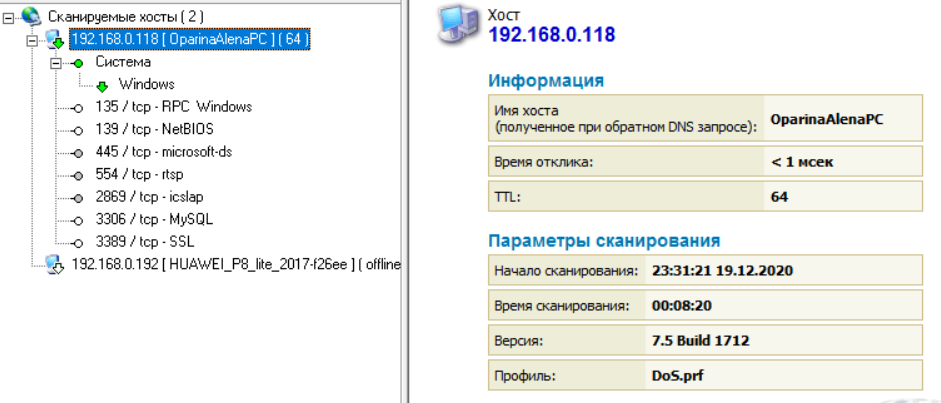 Сканируемые хосты ( 2 )
192.168.0.118 [ OparinaAlenaPC ] ( 64 )
Система
Windows
135 / tcp - RPC Windows
139 / tcp - NetBIOS
445 / tcp - microsoft-ds
554 / tcp - rtsp
2869 / tcp - icslap
3306 / tcp - MySQL
3389 / tcp - SSL
192.168.0.192 [ HUAWEI_P8_lite_2017-f26ee ] ( offline
Хост
192.168.0.118
Информация
Имя хоста
(полученное при обратном DNS запросе): OparinaAlenaPC
Время отклика: < 1 мсек
TTL: 64
Параметры сканирования
Начало сканирования: 23:31:21 19.12.2020
Время сканирования: 00:08:20
Версия: 7.5 Build 1712
Профиль: DoS.prf